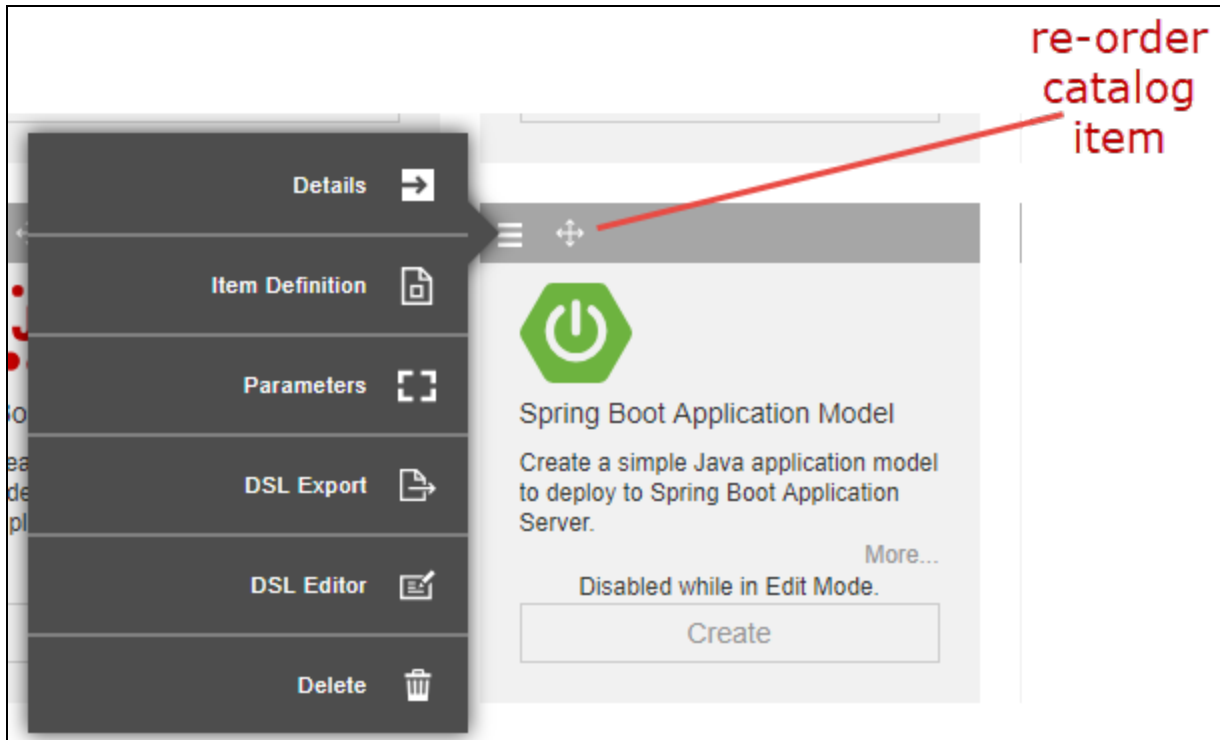 re-order
catalog
item
Details
Item Definition
Parameters
DSL Export
DSL Editor
Delete
Spring Boot Application Model
Create a simple Java application model
to deploy to Spring Boot Application
Server.
More...
Disabled while in Edit Mode.
Create